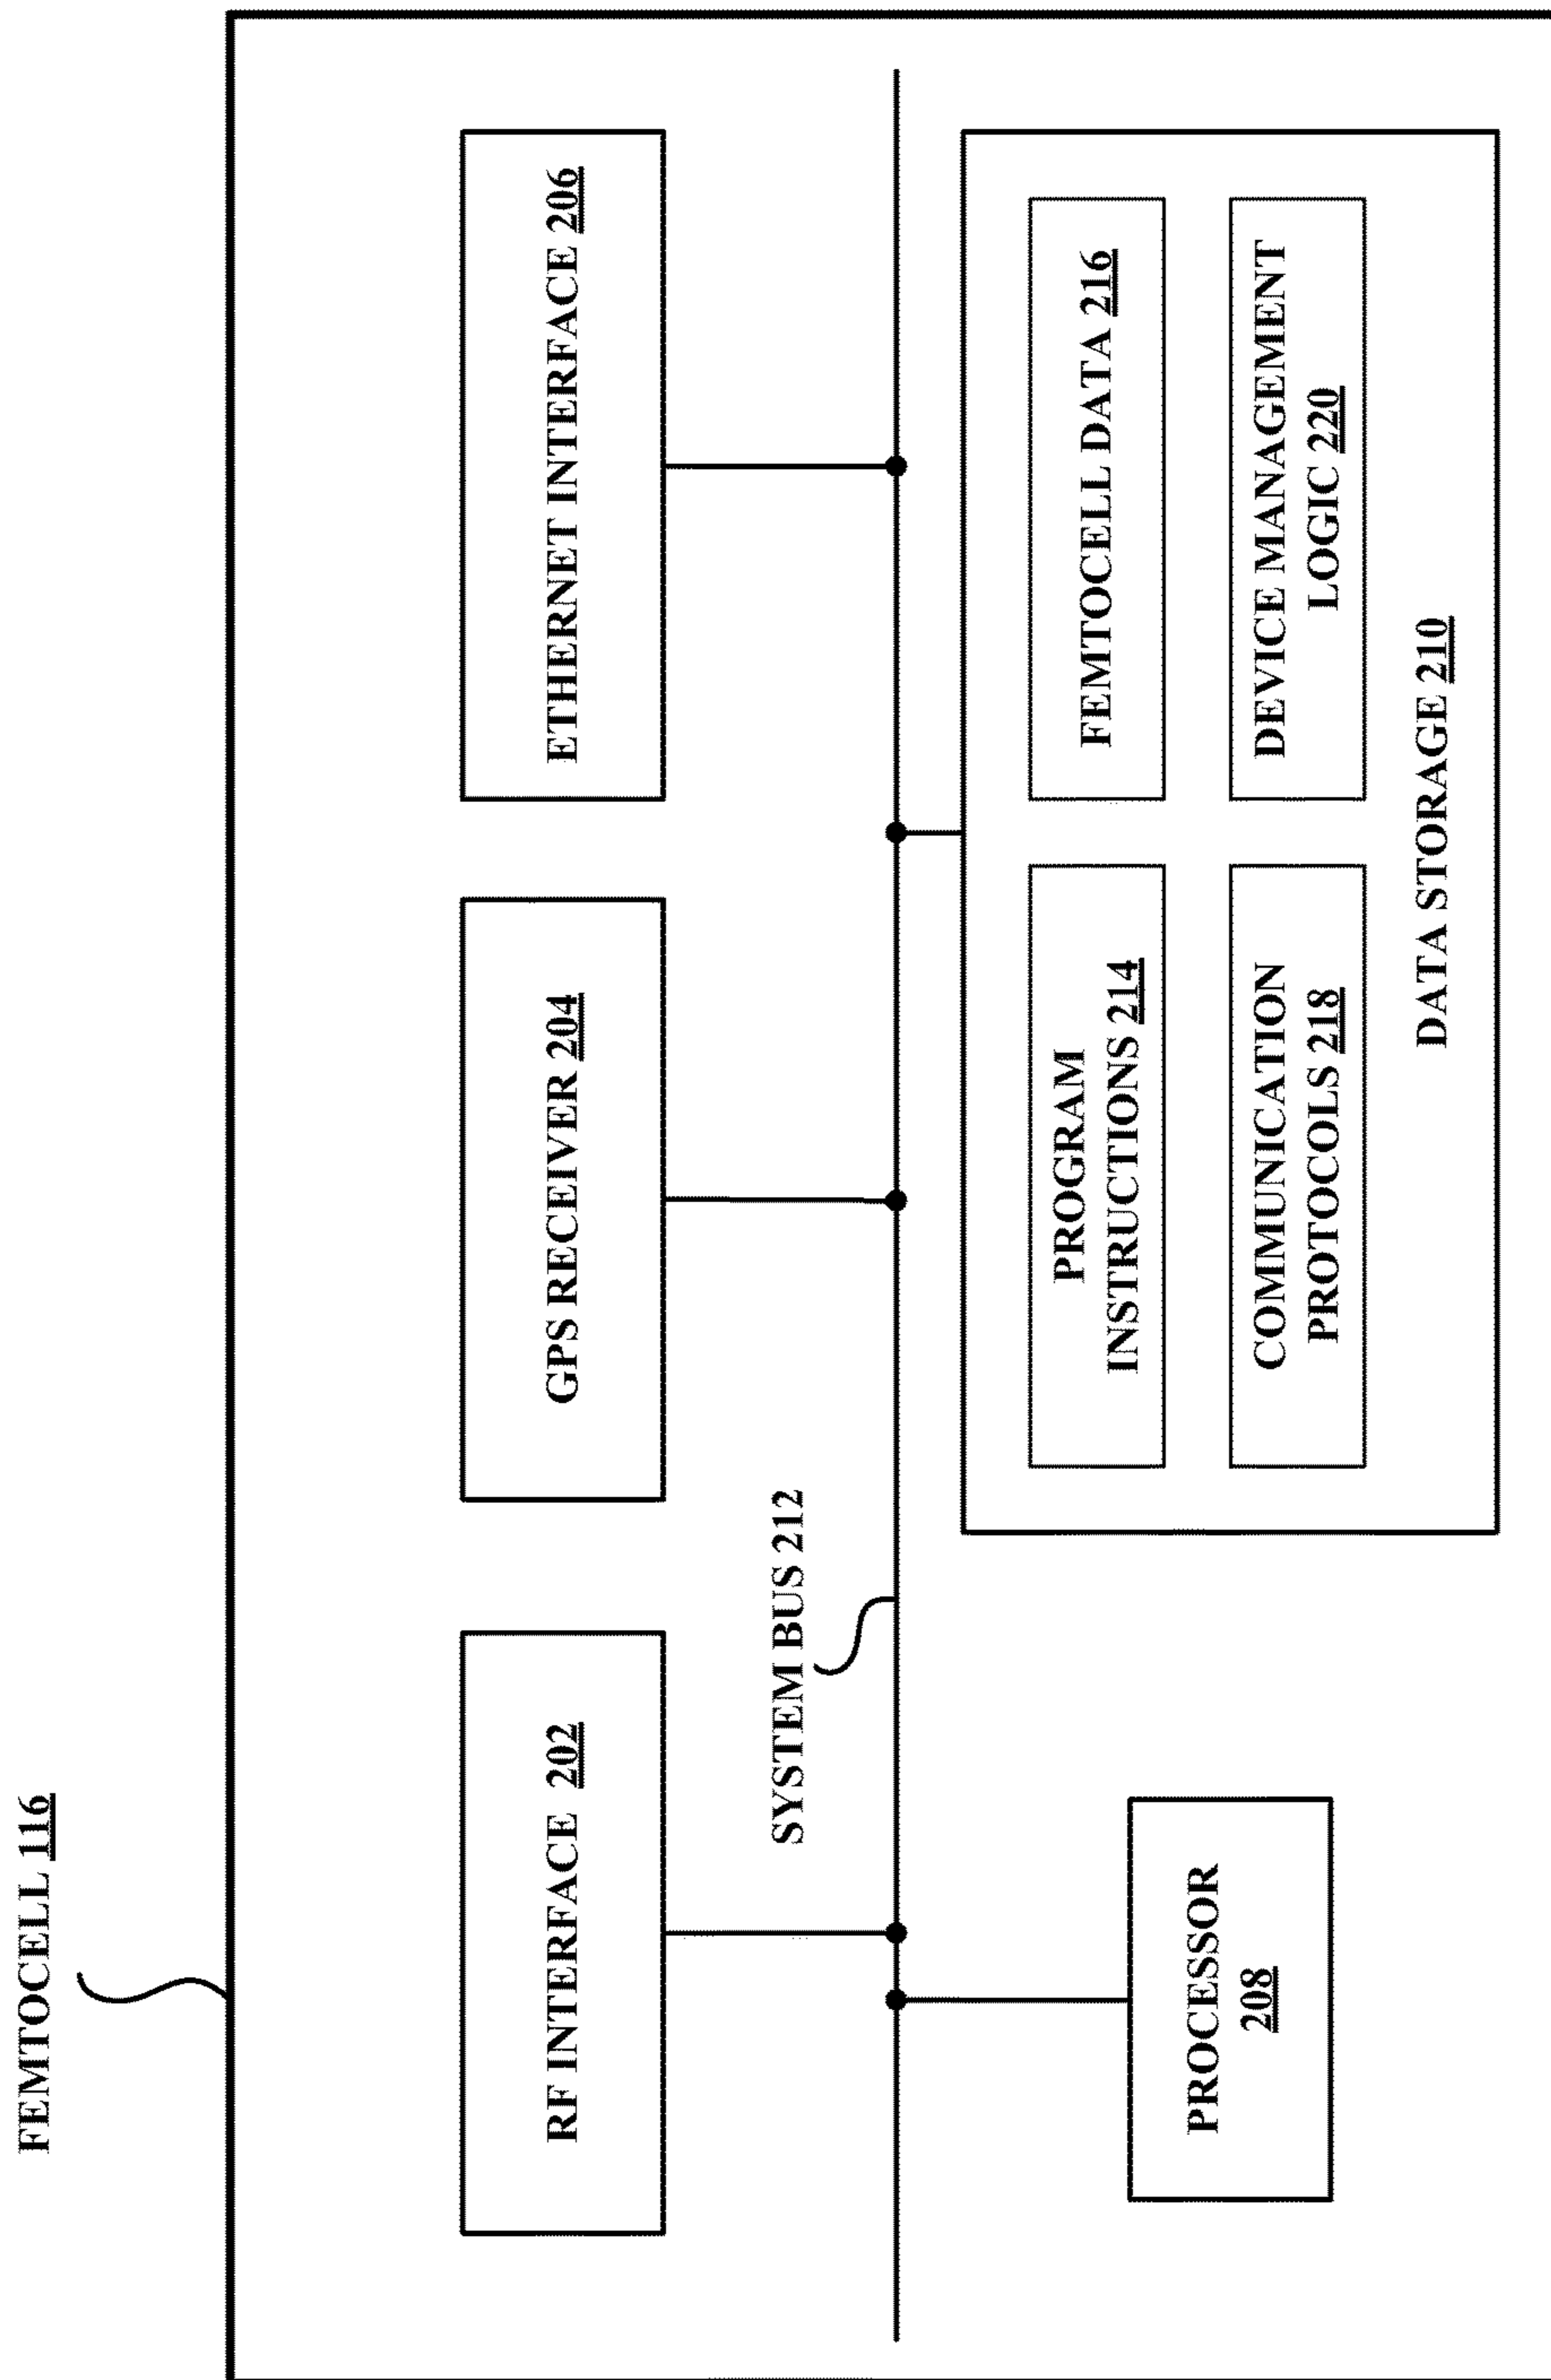 FEMTOCELL 116
RF INTERFACE 202
GPS RECEIVER 204
ETHERNET INTERFACE 206
SYSTEM BUS 212
PROCESSOR
208
PROGRAM
INSTRUCTIONS 214
FEMTOCELL DATA 216
COMMUNICATION
PROTOCOLS 218
DEVICE MANAGEMENT
LOGIC 220
DATA STORAGE 210